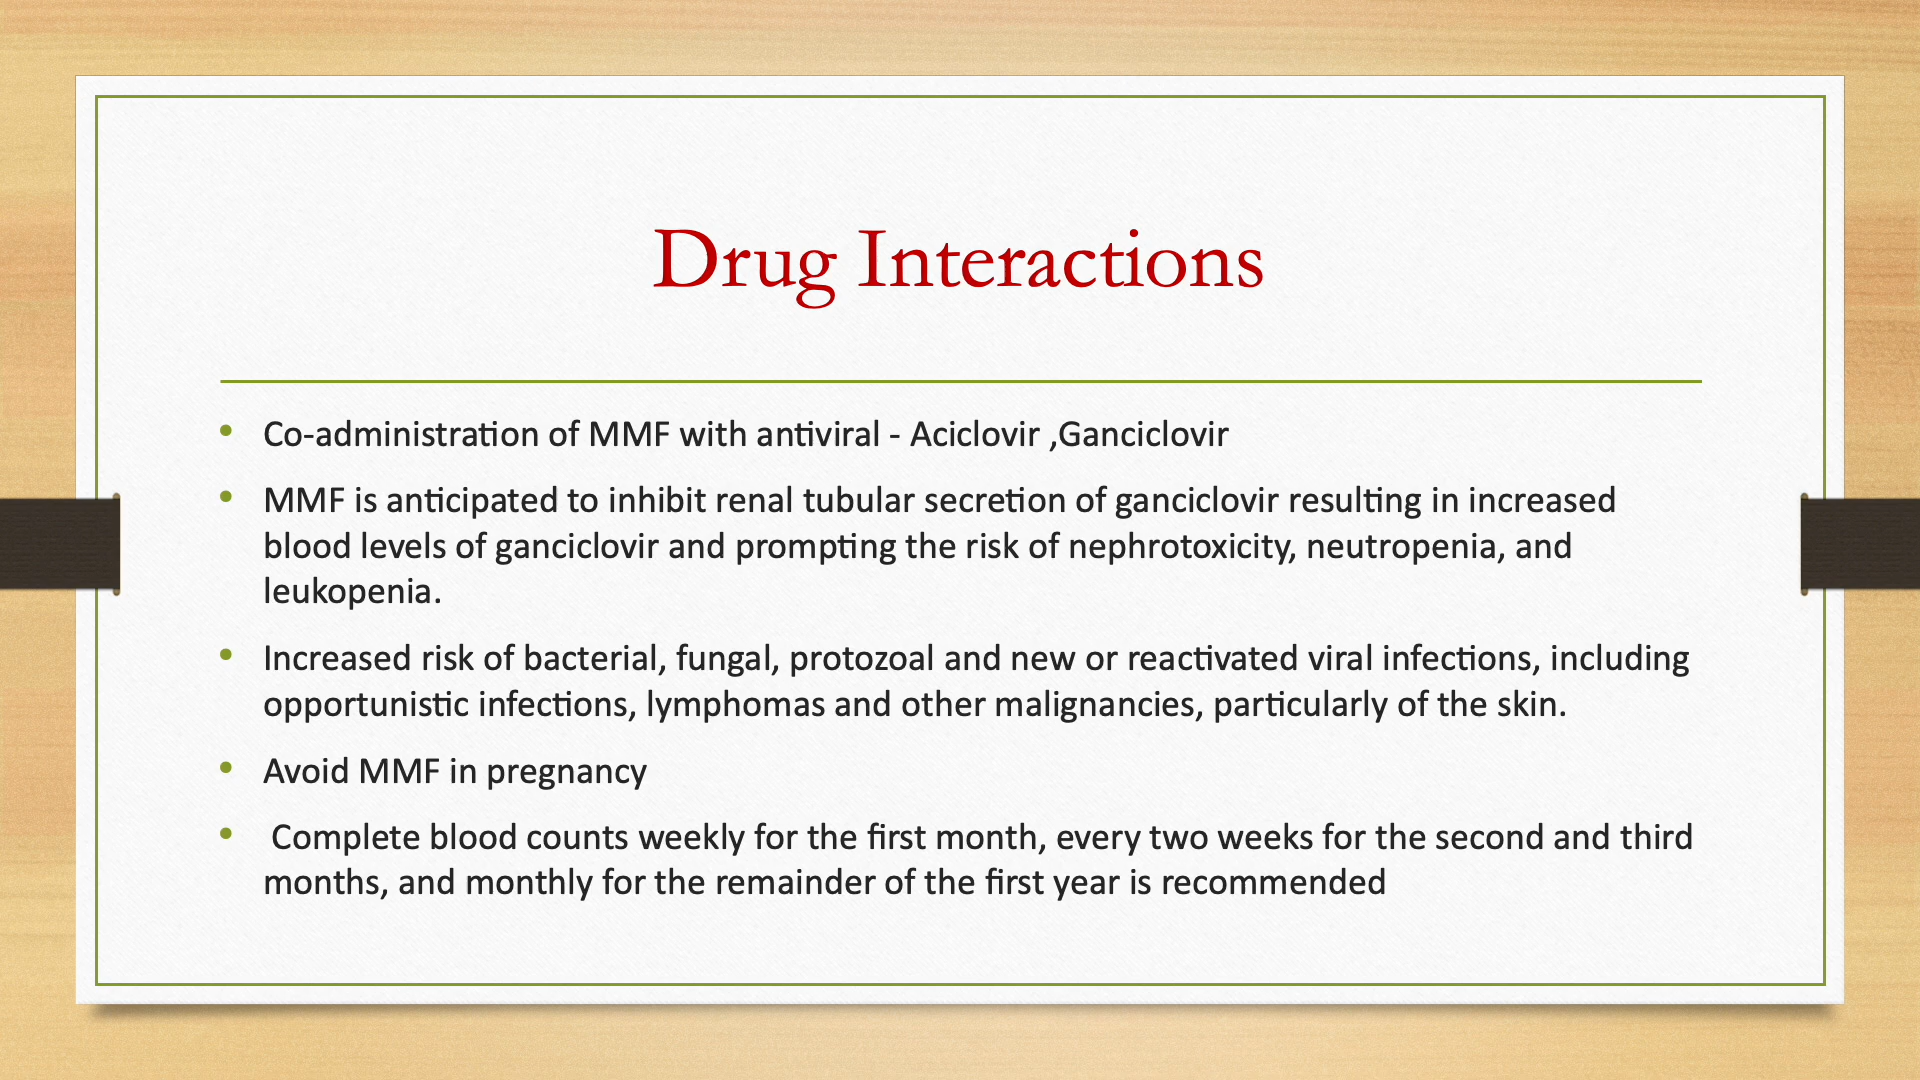 Drug Interactions
• Co-administration of MMF with antiviral - Aciclovir ,Ganciclovir
• MMF is anticipated to inhibit renal tubular secretion of ganciclovir resulting in increased
blood levels of ganciclovir and prompting the risk of nephrotoxicity, neutropenia, and
leukopenia.
• Increased risk of bacterial, fungal, protozoal and new or reactivated viral infections, including
opportunistic infections, lymphomas and other malignancies, particularly of the skin.
• Avoid MMF in pregnancy
• Complete blood counts weekly for the first month, every two weeks for the second and third
months, and monthly for the remainder of the first year is recommended